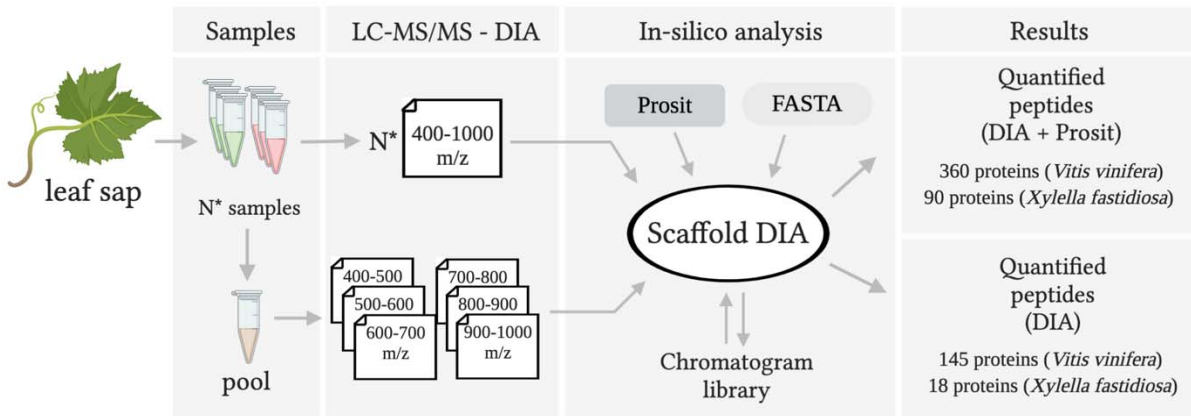 Samples
LC-MS/MS - DIA
In-silico analysis
Results
leaf sap
N* samples
pool
N*
400-1000
m/z
400-500
500-600
600-700
m/z
700-800
800-900
900-1000
m/z
Prosit
FASTA
Scaffold DIA
Chromatogram
library
Quantified
peptides
(DIA + Prosit)
360 proteins (Vitis vinifera)
90 proteins (Xylella fastidiosa)
Quantified
peptides
(DIA)
145 proteins (Vitis vinifera)
18 proteins (Xylella fastidiosa)